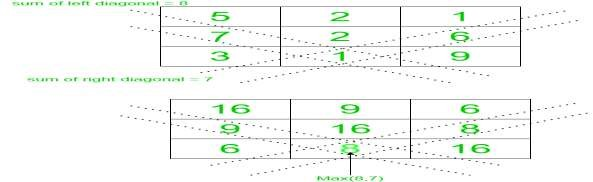 sum of left diagonal = 8
5 2 1
7 2 6
3 1 9
sum of right diagonal = 7
16 9 6
9 16 8
6 8 16
Max(8,7)